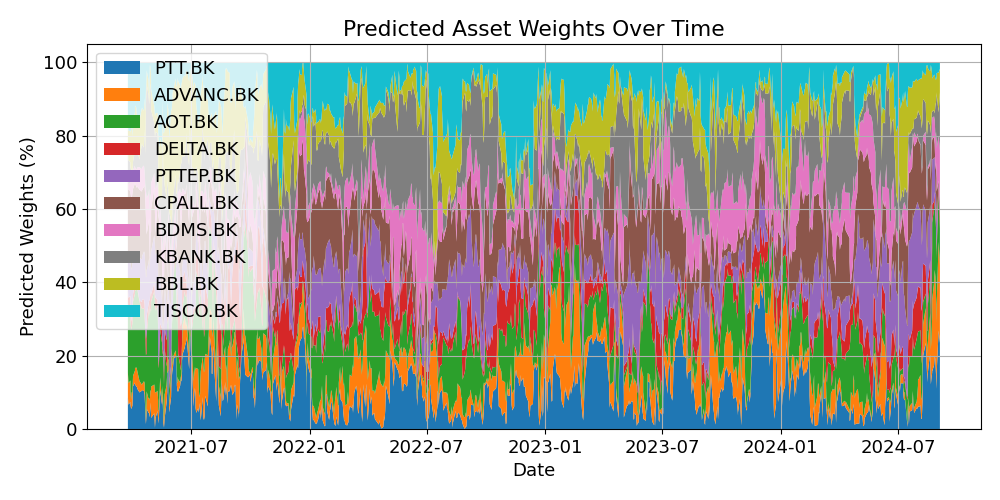 Predicted Asset Weights Over Time
Predicted Weights (%)
100
80
60
40
20
0
PTT.BK
ADVANC.BK
AOT.BK
DELTA.BK
PTTEP.BK
CPALL.BK
BDMS.BK
KBANK.BK
BBL.BK
TISCO.BK
2021-07
2022-01
2022-07
2023-01
2023-07
2024-01
2024-07
Date